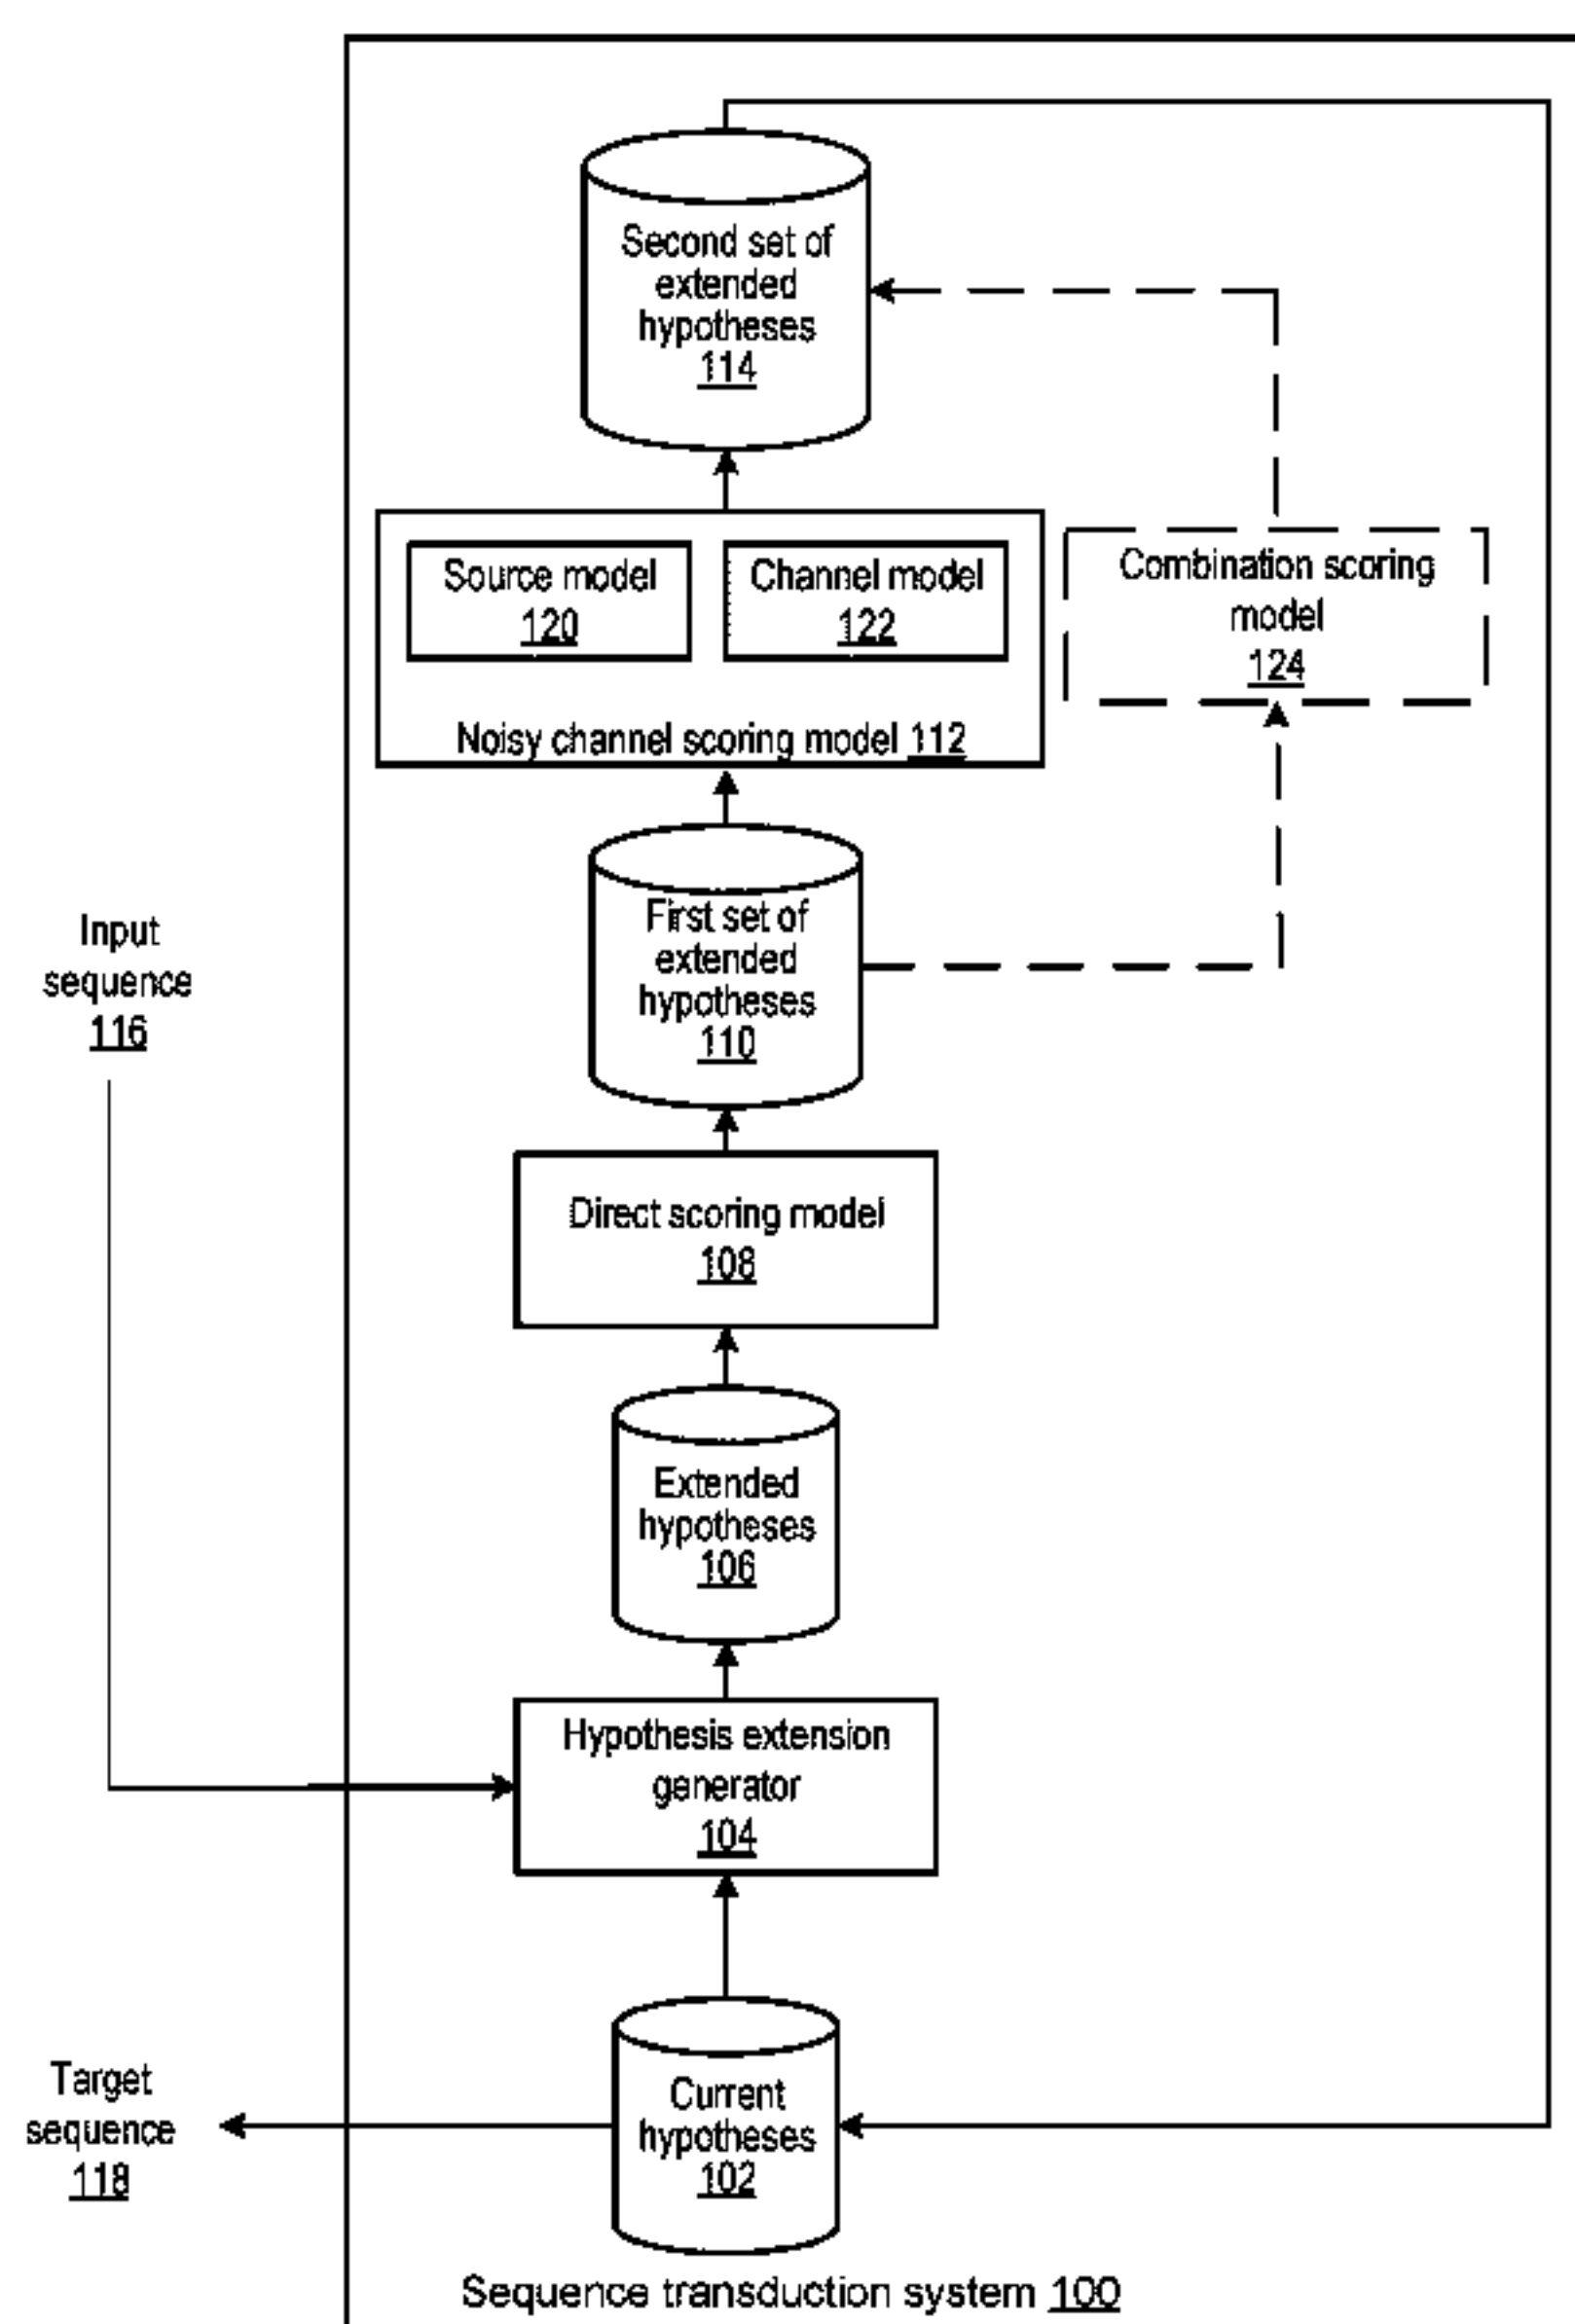 Second set of
extended
hypotheses
114
Source model
120
Channel model
122
Noisy channel scoring model 112
Combination scoring
model
124
First set of
extended
hypotheses
110
Input
sequence
116
Direct scoring model
108
Extended
hypotheses
106
Hypothesis extension
generator
104
Current
hypotheses
102
Target
sequence
118
Sequence transduction system 100